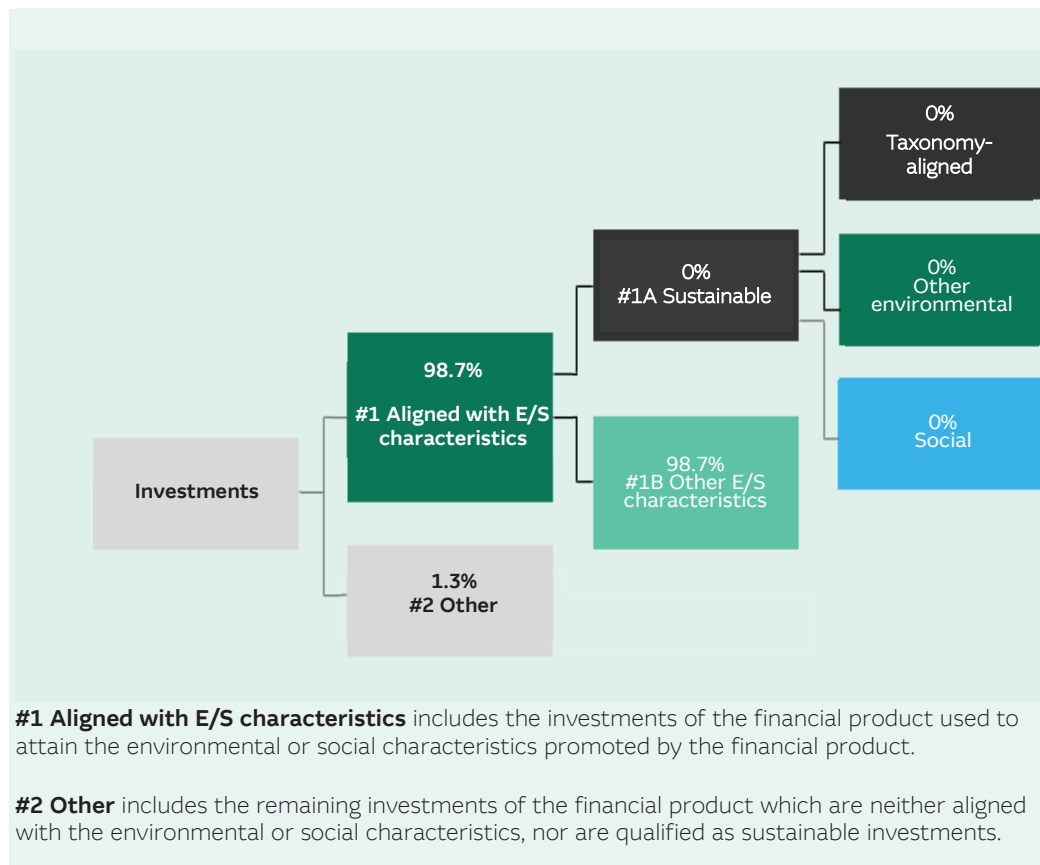 Investments
98.7%
#1 Aligned with E/S
characteristics
1.3%
#2 Other
0%
#1A Sustainable
98.7%
#1B Other E/S
characteristics
0%
Taxonomy-
aligned
0%
Other
environmental
0%
Social
#1 Aligned with E/S characteristics includes the investments of the financial product used to
attain the environmental or social characteristics promoted by the financial product.
#2 Other includes the remaining investments of the financial product which are neither aligned
with the environmental or social characteristics, nor are qualified as sustainable investments.